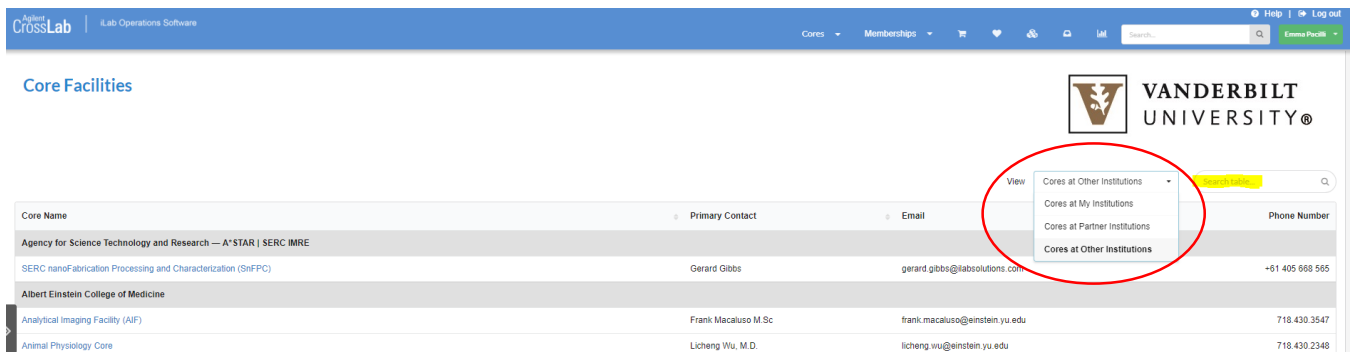 Help | Log out
Agilent
CrossLab | iLab Operations Software
Cores Memberships Search... Emma Pacilli
Core Facilities
VANDERBILT
UNIVERSITY®
View Cores at Other Institutions Search table...
Cores at My Institutions
Cores at Partner Institutions
Cores at Other Institutions
Core Name Primary Contact Email Phone Number
Agency for Science Technology and Research — A*STAR | SERC IMRE
SERC nanoFabrication Processing and Characterization (SnFPC) Gerard Gibbs gerard.gibbs@ilabsolutions.com +61 405 668 565
Albert Einstein College of Medicine
Analytical Imaging Facility (AIF) Frank Macaluso M.Sc frank.macaluso@einstein.yu.edu 718.430.3547
Animal Physiology Core Licheng Wu, M.D. licheng.wu@einstein.yu.edu 718.430.2348